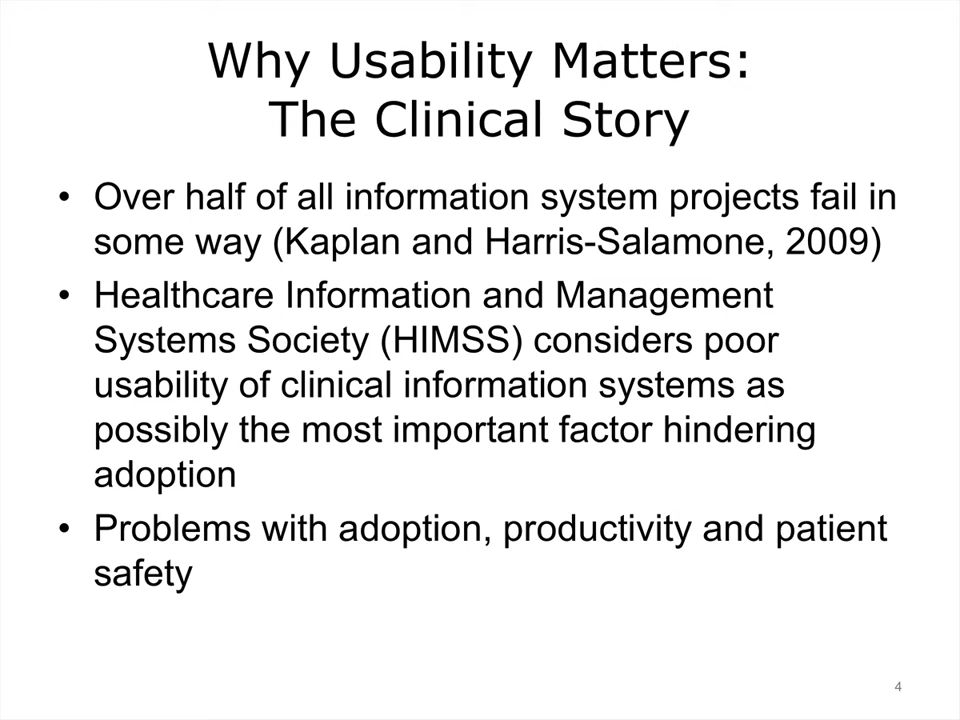 Why Usability Matters:
The Clinical Story
• Over half of all information system projects fail in
some way (Kaplan and Harris-Salamone, 2009)
• Healthcare Information and Management
Systems Society (HIMSS) considers poor
usability of clinical information systems as
possibly the most important factor hindering
adoption
• Problems with adoption, productivity and patient
safety
4